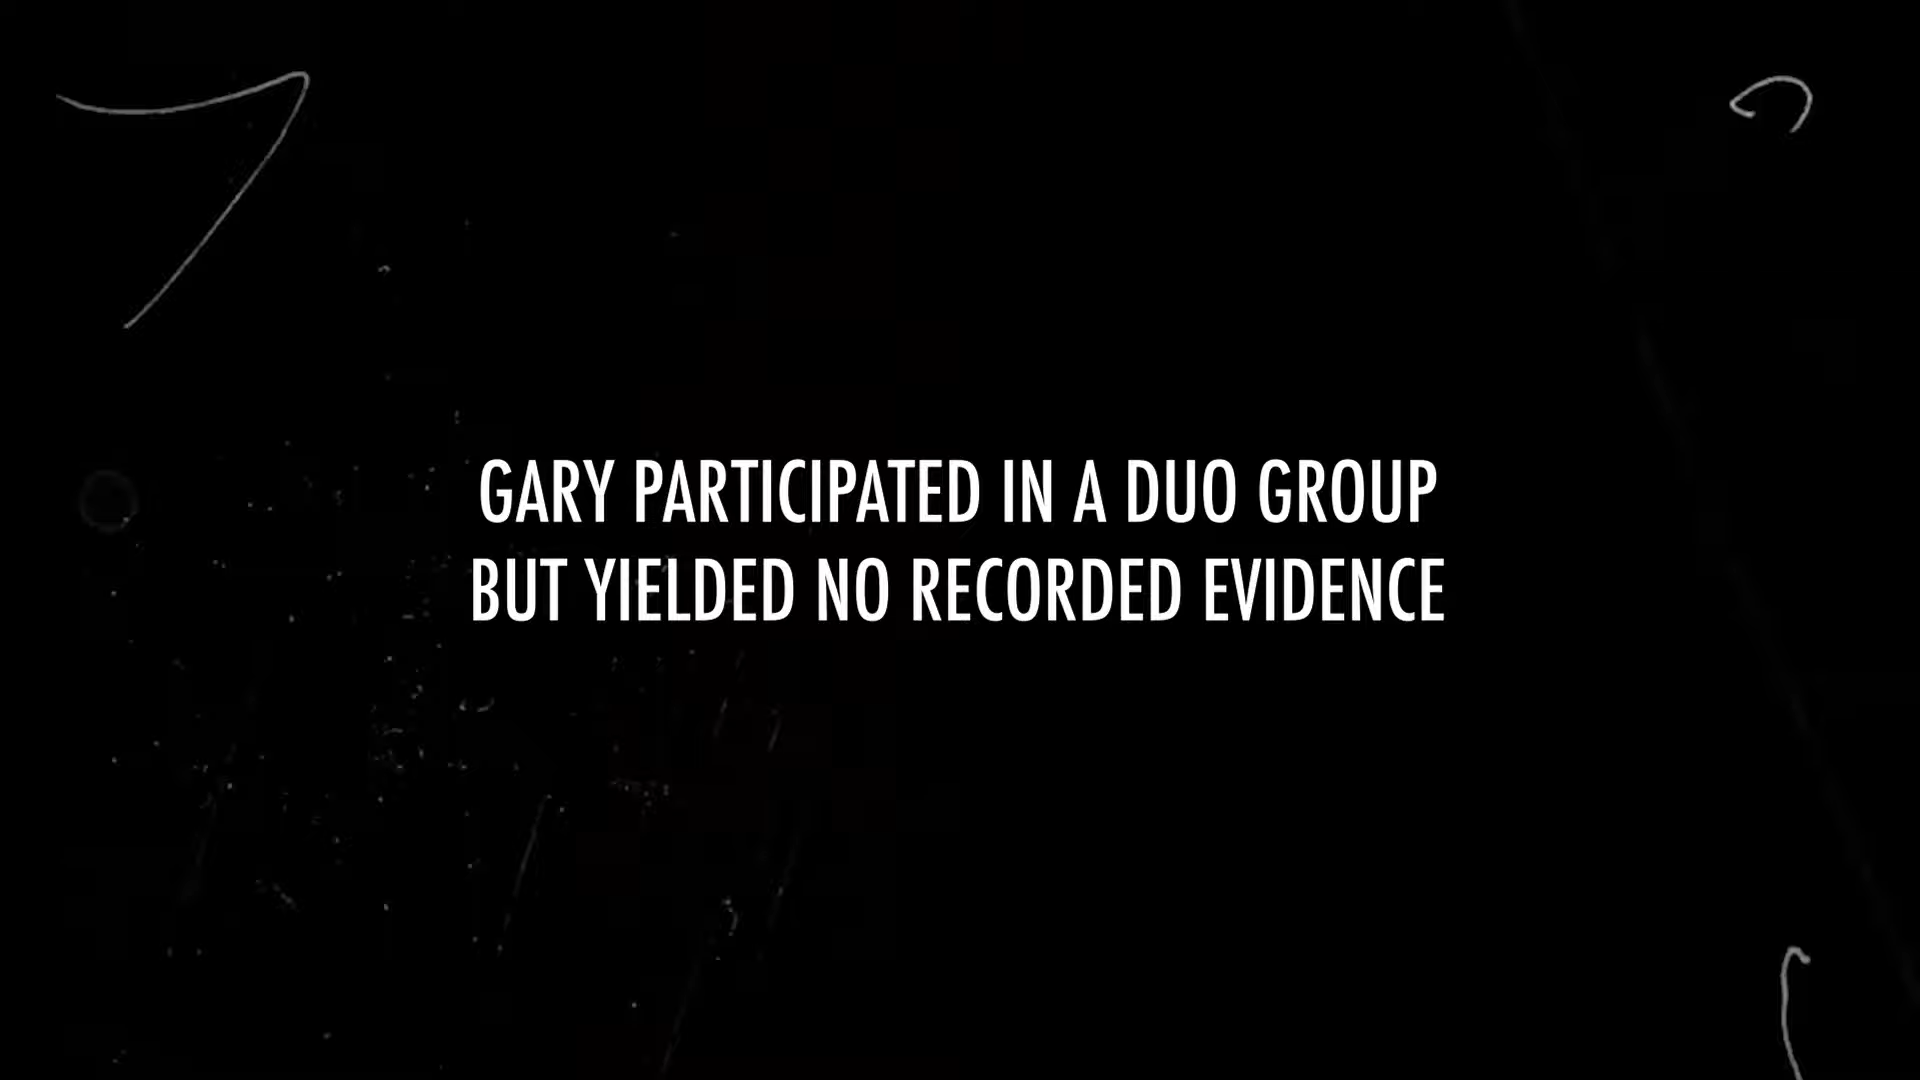 GARY PARTICIPATED IN A DUO GROUP
BUT YIELDED NO RECORDED EVIDENCE